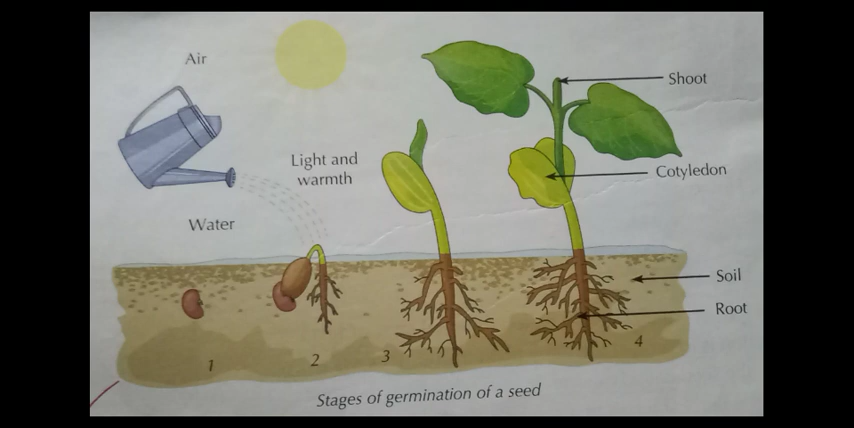 Air
Shoot
Light and
warmth
Cotyledon
Water
Soil
Root
1
2
3
4
Stages of germination of a seed